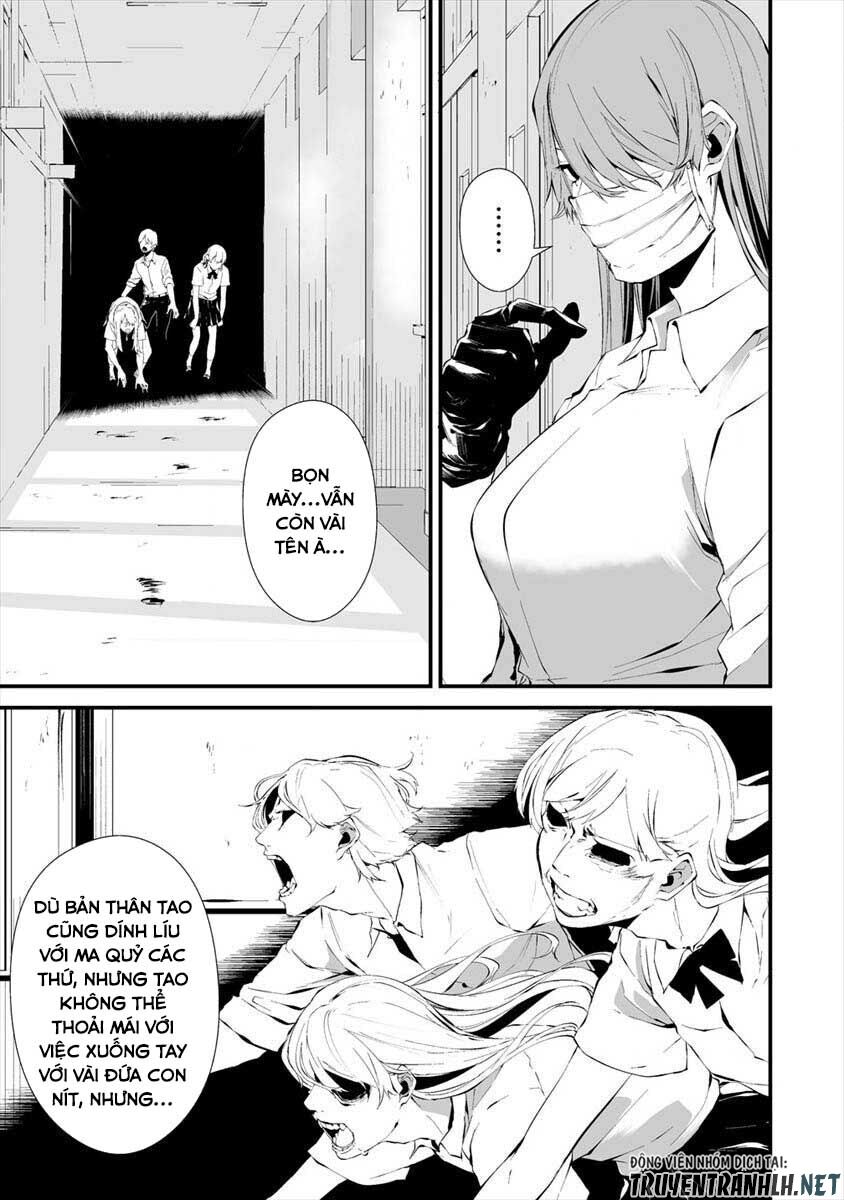 ......
BỌN
MÀY...VẪN
CÒN VÀI
TÊN À...
DÙ BẢN THÂN TAO
CŨNG DÍNH LÍU
VỚI MA QUỶ CÁC
THỨ, NHƯNG TAO
KHÔNG THỂ
THOẢI MÁI VỚI
VIỆC XUỐNG TAY
VỚI VÀI ĐỨA CON
NÍT, NHƯNG...
ĐỘNG VIÊN NHÓM DỊCH TẠI:
TRUYENTRANHLH.NET